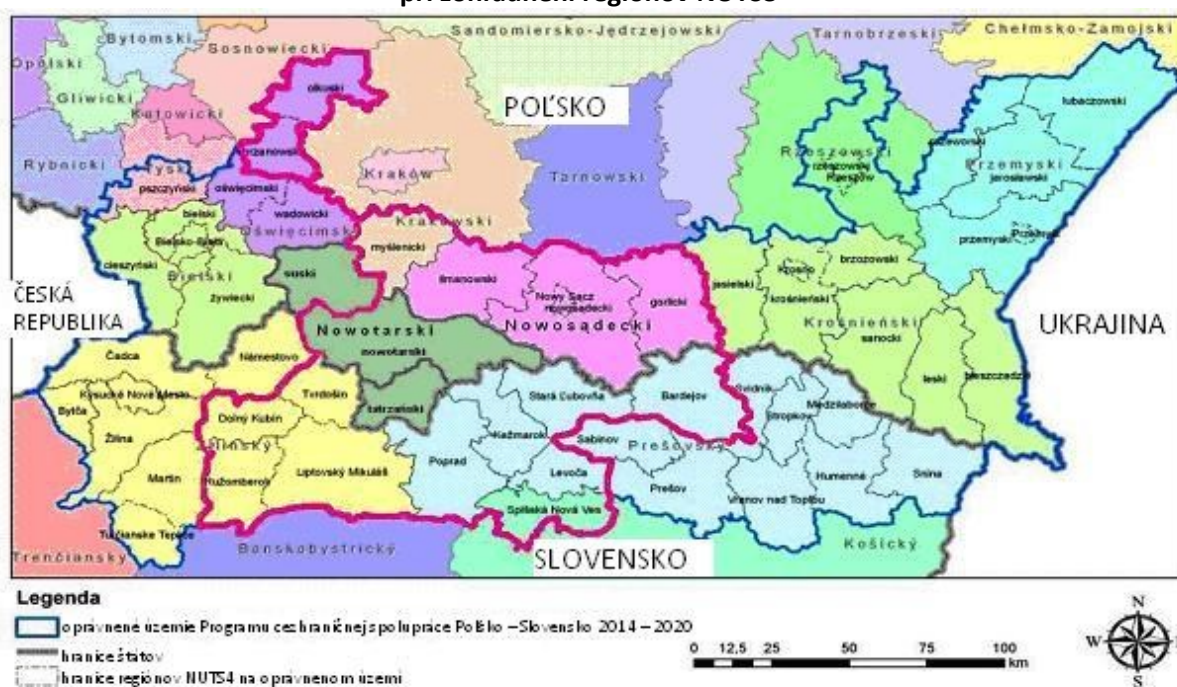 pri zohľadnení regiónov NUTS3
Bytomski
Sosnowiecki
Sandomiersko-Jędrzejowski
Tarnobrzeski
Chełmsko-Zamojski
Opolski
Gliwicki
Katowicki
olkuski
POĽSKO
lubaczowski
Rybnicki
Tyski
Kraków
Tarnowski
Rzeszowski
rzeszowski
Rzeszów
Przemyski
jarosławski
pszczyński
oświęcimski
wadowicki
Oświęcimski
bielski
Bielsko-Biała
Krakowski
myślenicki
przemyski
Przemyśl
cieszyński
Bielski
żywiecki
suski
limanowski
Nowy Sącz
nowosądecki
gorlicki
Nowosądecki
jasielski
Krosno
krośnieński
brzozowski
Krośnieński
sanocki
leski
bieszczadzki
ČESKÁ
REPUBLIKA
UKRAJINA
Nowotarski
nowotarski
tatrzański
Čadca
Námestovo
Kysucké Nové Mesto
Tvrdošín
Bytča
Dolný Kubín
Stará Ľubovňa
Bardejov
Svidník
Stropkov
Medzilaborce
Žilina
Žilinský
Kežmarok
Sabinov
Prešovský
Martin
Ružomberok
Liptovský Mikuláš
Poprad
Levoča
Prešov
Humenné
Snina
Vranov nad Topľou
Spišská Nová Ves
Turčianske Teplice
Trenčiansky
Banskobystrický
SLOVENSKO
Košický
Legenda
oprávnené územie Programu cezhraničnej spolupráce Poľsko – Slovensko 2014 – 2020
hranice štátov
hranice regiónov NUTS4 na oprávnenom území
0 12,5 25 50 75 100
km
N
W
S